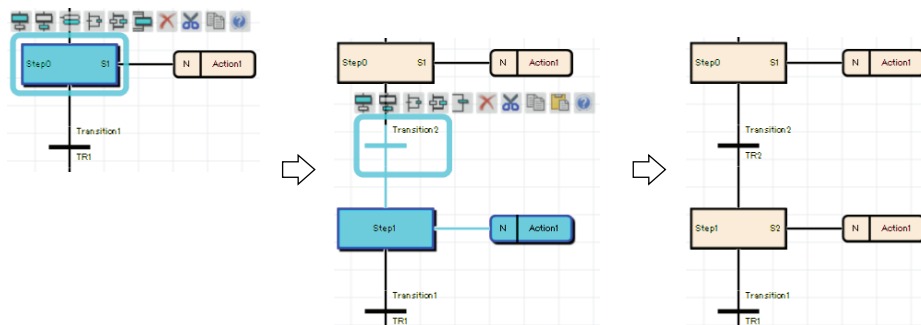 Step0 S1 N Action1
Transition1
TR1
Step0 S1 N Action1
Transition2
Step1 N Action1
Transition1
TR1
Step0 S1 N Action1
Transition2
TR2
Step1 S2 N Action1
Transition1
TR1